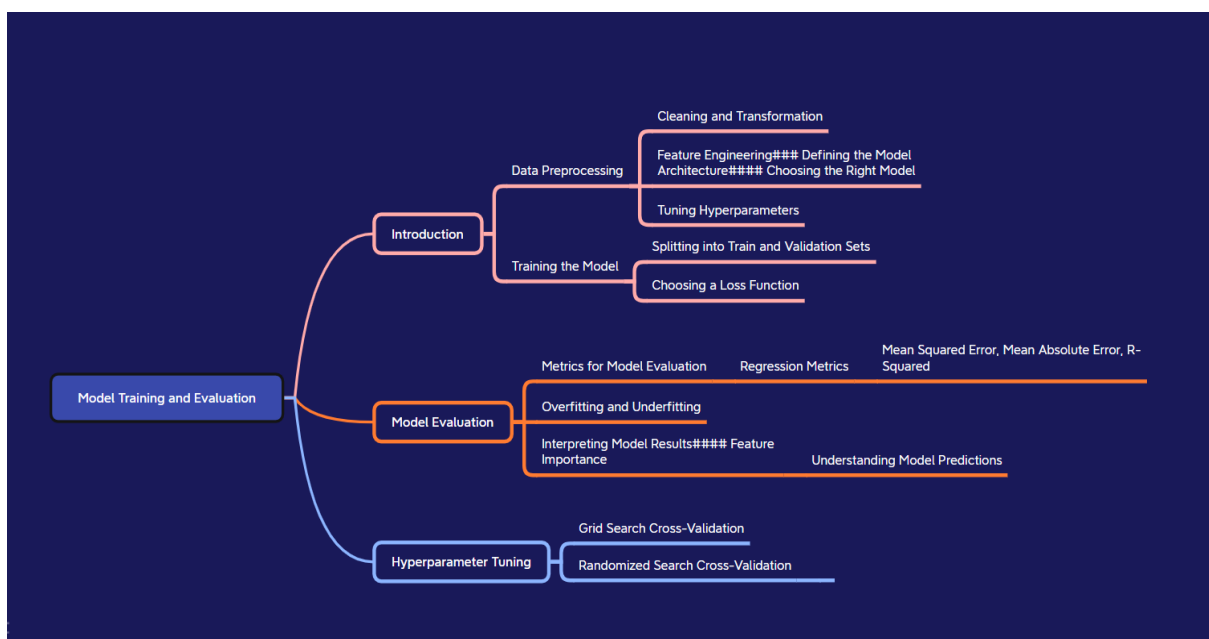 Model Training and Evaluation
Introduction
Data Preprocessing
Cleaning and Transformation
Feature Engineering### Defining the Model
Architecture#### Choosing the Right Model
Tuning Hyperparameters
Training the Model
Splitting into Train and Validation Sets
Choosing a Loss Function
Model Evaluation
Metrics for Model Evaluation
Regression Metrics
Mean Squared Error, Mean Absolute Error, R-
Squared
Overfitting and Underfitting
Interpreting Model Results#### Feature
Importance
Understanding Model Predictions
Hyperparameter Tuning
Grid Search Cross-Validation
Randomized Search Cross-Validation